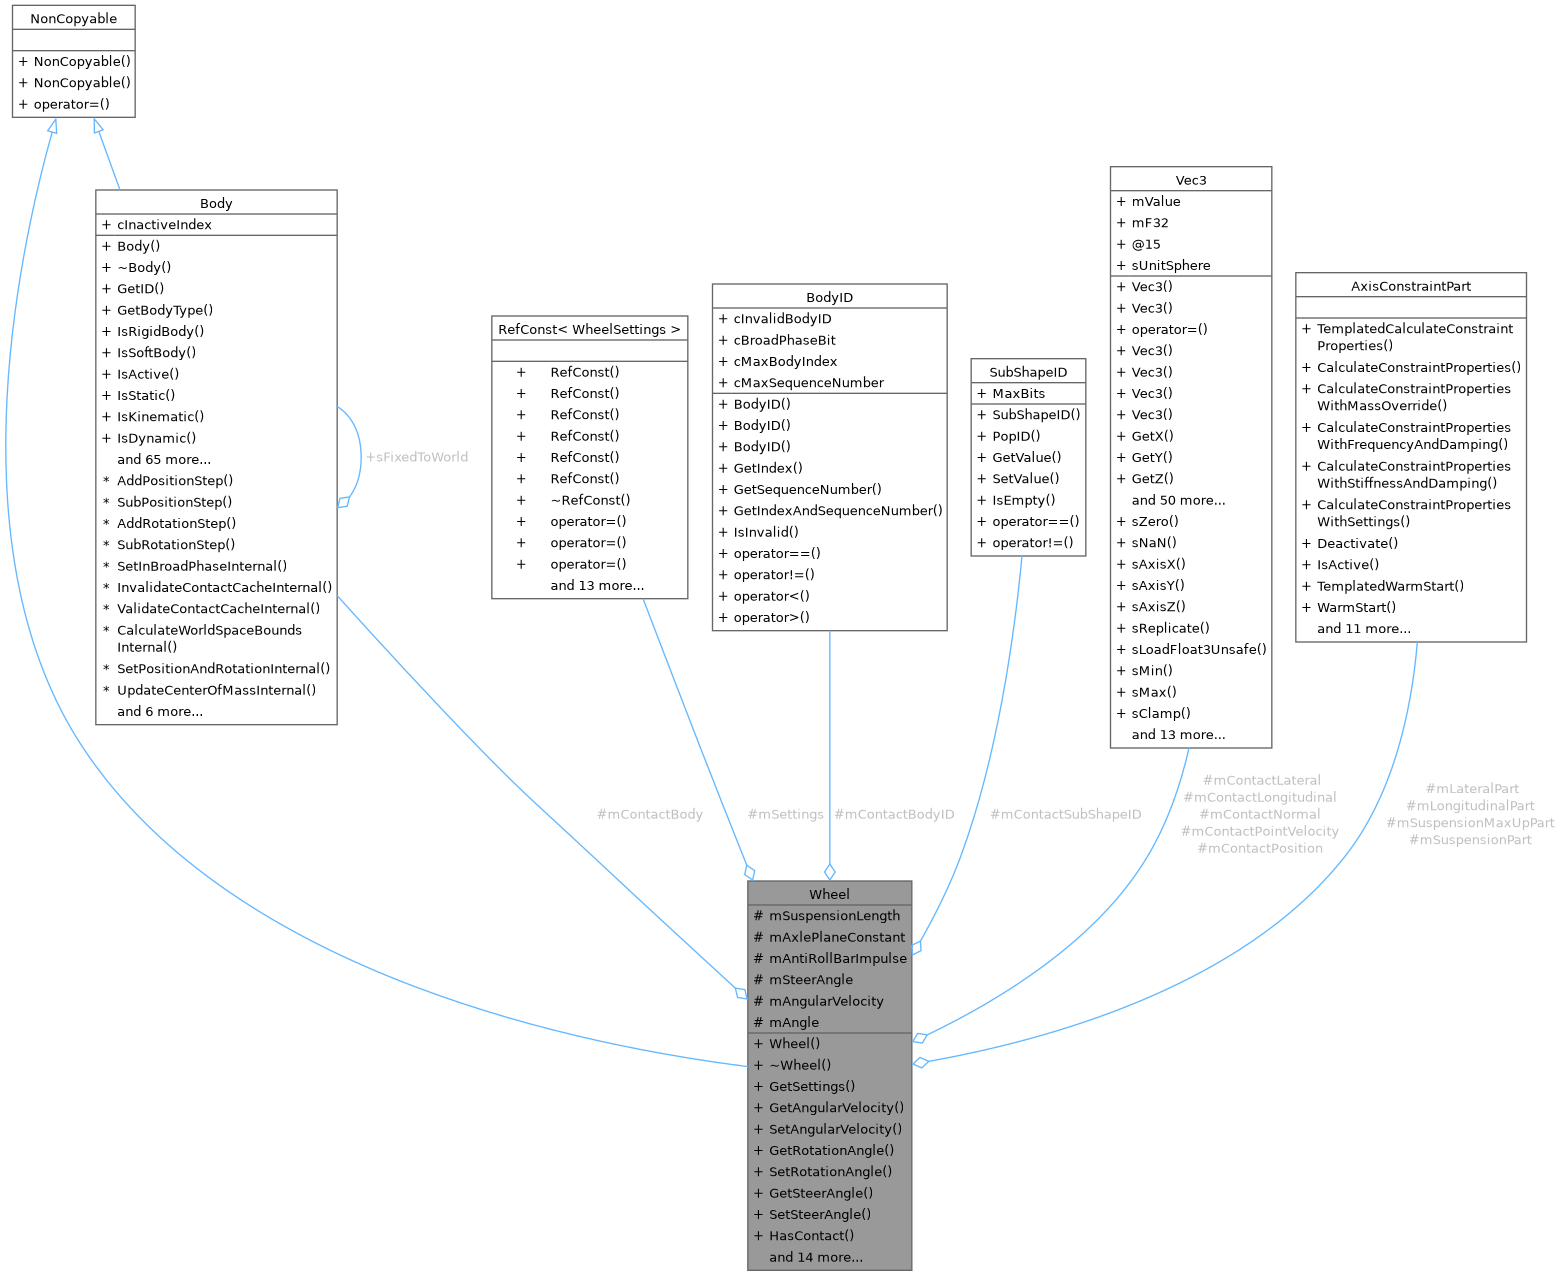 NonCopyable
+ NonCopyable()
+ NonCopyable()
+ operator=()
Body
+ cInactiveIndex
+ Body()
+ ~Body()
+ GetID()
+ GetBodyType()
+ IsRigidBody()
+ IsSoftBody()
+ IsActive()
+ IsStatic()
+ IsKinematic()
+ IsDynamic()
and 65 more...
* AddPositionStep()
* SubPositionStep()
* AddRotationStep()
* SubRotationStep()
* SetInBroadPhaseInternal()
* InvalidateContactCacheInternal()
* ValidateContactCacheInternal()
* CalculateWorldSpaceBounds
Internal()
* SetPositionAndRotationInternal()
* UpdateCenterOfMassInternal()
and 6 more...
+sFixedToWorld
RefConst< WheelSettings >
+ RefConst()
+ RefConst()
+ RefConst()
+ RefConst()
+ RefConst()
+ RefConst()
+ ~RefConst()
+ operator=()
+ operator=()
+ operator=()
and 13 more...
BodyID
+ cInvalidBodyID
+ cBroadPhaseBit
+ cMaxBodyIndex
+ cMaxSequenceNumber
+ BodyID()
+ BodyID()
+ BodyID()
+ GetIndex()
+ GetSequenceNumber()
+ GetIndexAndSequenceNumber()
+ IsInvalid()
+ operator==()
+ operator!=()
+ operator<()
+ operator>()
SubShapeID
+ MaxBits
+ SubShapeID()
+ PopID()
+ GetValue()
+ SetValue()
+ IsEmpty()
+ operator==()
+ operator!=()
Vec3
+ mValue
+ mF32
+ @15
+ sUnitSphere
+ Vec3()
+ Vec3()
+ operator=()
+ Vec3()
+ Vec3()
+ Vec3()
+ Vec3()
+ GetX()
+ GetY()
+ GetZ()
and 50 more...
+ sZero()
+ sNaN()
+ sAxisX()
+ sAxisY()
+ sAxisZ()
+ sReplicate()
+ sLoadFloat3Unsafe()
+ sMin()
+ sMax()
+ sClamp()
and 13 more...
AxisConstraintPart
+ TemplatedCalculateConstraint
Properties()
+ CalculateConstraintProperties()
+ CalculateConstraintProperties
WithMassOverride()
+ CalculateConstraintProperties
WithFrequencyAndDamping()
+ CalculateConstraintProperties
WithStiffnessAndDamping()
+ CalculateConstraintProperties
WithSettings()
+ Deactivate()
+ IsActive()
+ TemplatedWarmStart()
+ WarmStart()
and 11 more...
#mContactBody
#mSettings
#mContactBodyID
#mContactSubShapeID
#mContactLateral
#mContactLongitudinal
#mContactNormal
#mContactPointVelocity
#mContactPosition
#mLateralPart
#mLongitudinalPart
#mSuspensionMaxUpPart
#mSuspensionPart
Wheel
# mSuspensionLength
# mAxlePlaneConstant
# mAntiRollBarImpulse
# mSteerAngle
# mAngularVelocity
# mAngle
+ Wheel()
+ ~Wheel()
+ GetSettings()
+ GetAngularVelocity()
+ SetAngularVelocity()
+ GetRotationAngle()
+ SetRotationAngle()
+ GetSteerAngle()
+ SetSteerAngle()
+ HasContact()
and 14 more...